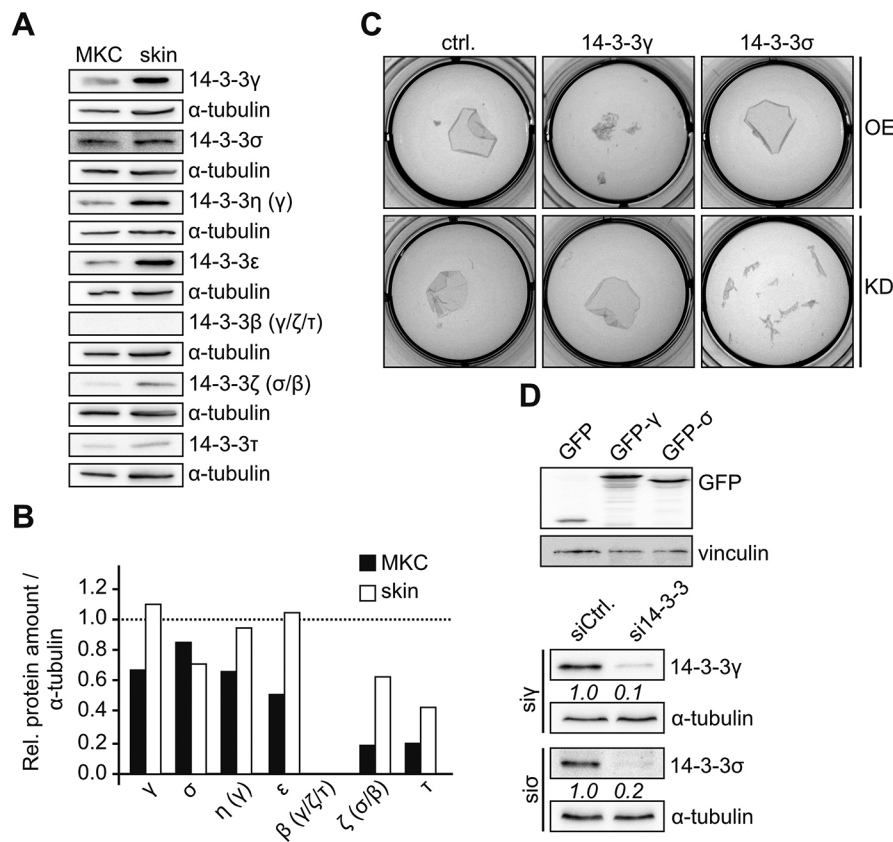 A
MKC skin
14-3-3γ
α-tubulin
14-3-3σ
α-tubulin
14-3-3η (γ)
α-tubulin
14-3-3ε
α-tubulin
14-3-3β (γ/ζ/τ)
α-tubulin
14-3-3ζ (σ/β)
α-tubulin
14-3-3τ
α-tubulin
B
Rel. protein amount /
α-tubulin
1.2
1.0
0.8
0.6
0.4
0.2
0.0
MKC
skin
γ
σ
η (γ)
ε
β (γ/ζ/τ)
ζ (σ/β)
τ
C
ctrl. 14-3-3γ 14-3-3σ
OE
KD
D
GFP GFP-γ GFP-σ
GFP
vinculin
siCtrl. si14-3-3
siγ
14-3-3γ
1.0 0.1
α-tubulin
siσ
14-3-3σ
1.0 0.2
α-tubulin